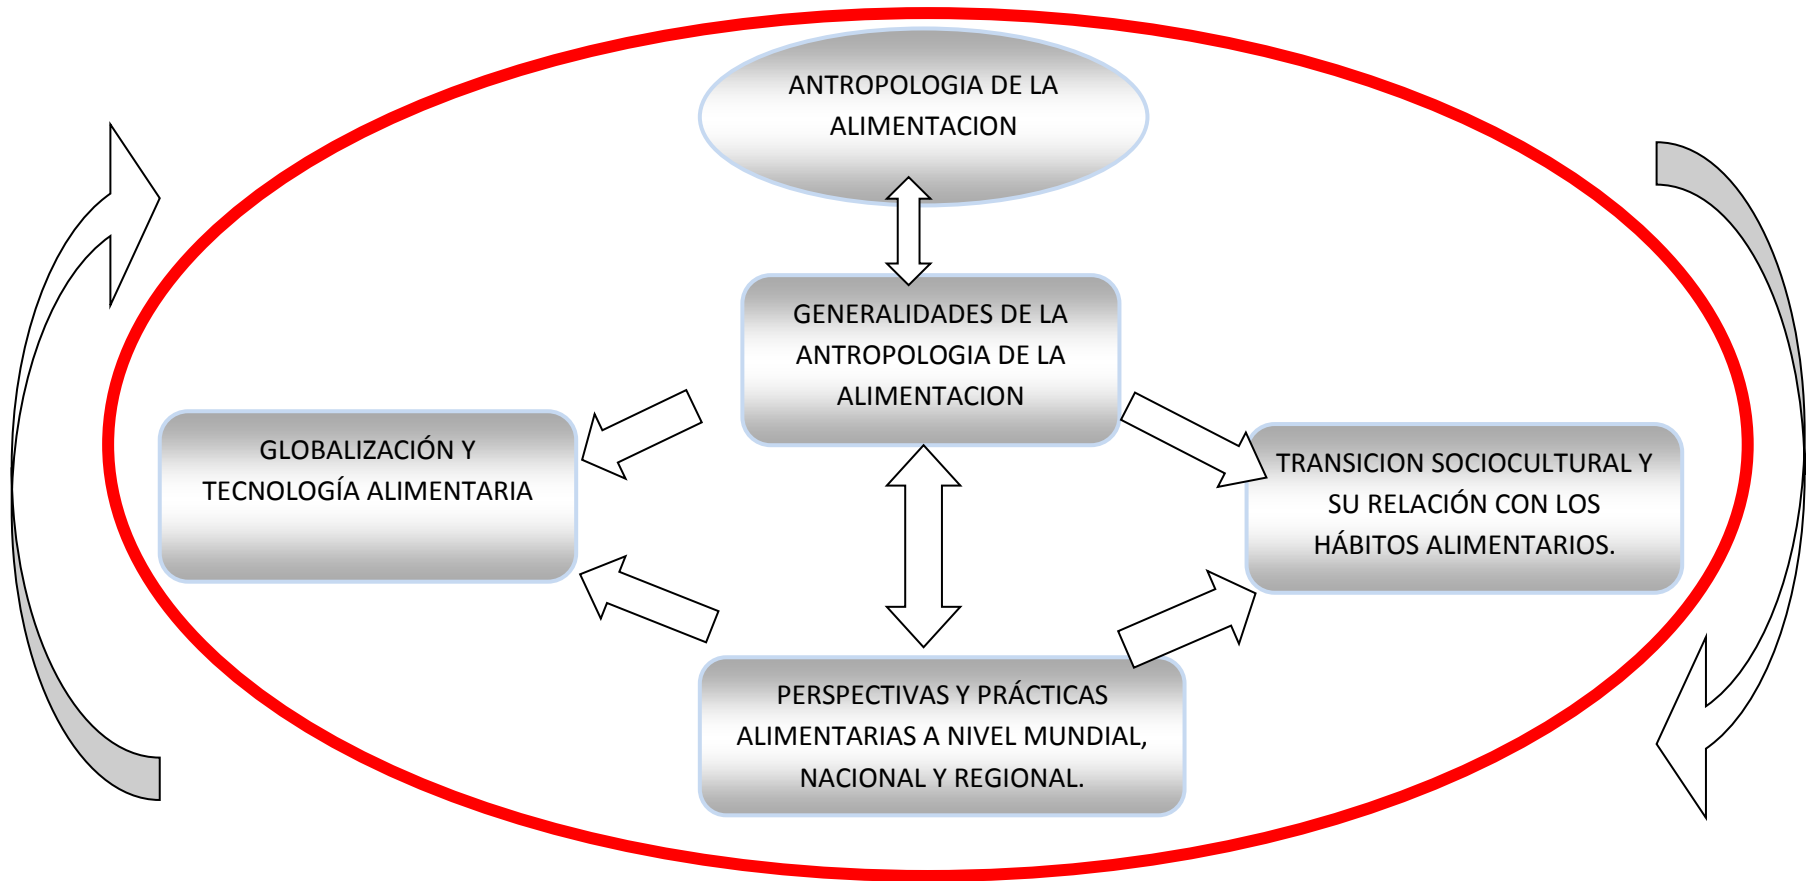 ANTROPOLOGIA DE LA
ALIMENTACION
GENERALIDADES DE LA
ANTROPOLOGIA DE LA
ALIMENTACION
GLOBALIZACIÓN Y
TECNOLOGÍA ALIMENTARIA
TRANSICION SOCIOCULTURAL Y
SU RELACIÓN CON LOS
HÁBITOS ALIMENTARIOS.
PERSPECTIVAS Y PRÁCTICAS
ALIMENTARIAS A NIVEL MUNDIAL,
NACIONAL Y REGIONAL.